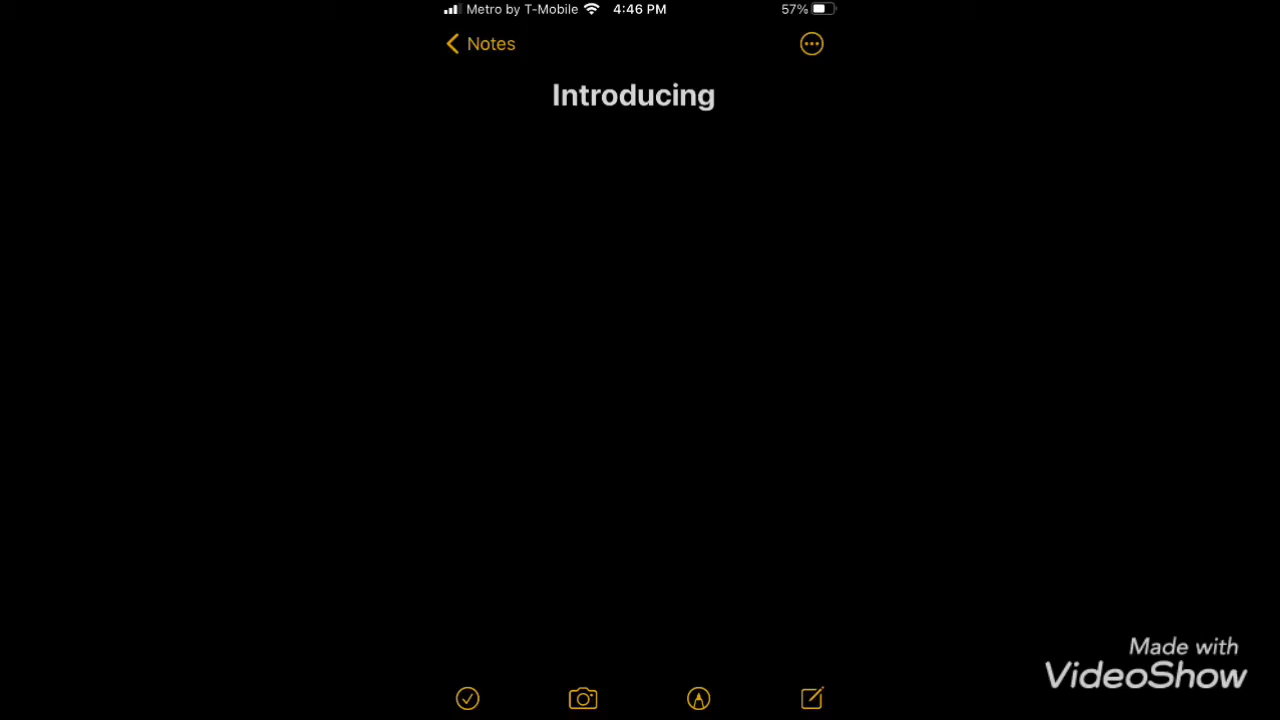 Metro by T-Mobile 4:46 PM 57%
Notes
Introducing
Made with
VideoShow